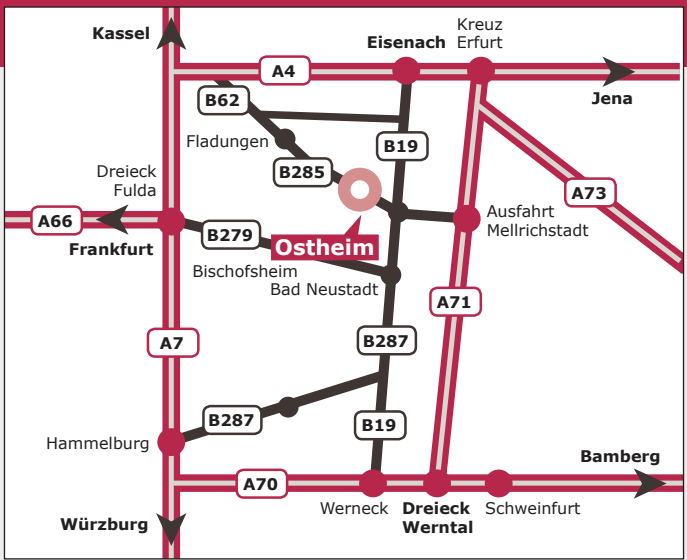 Kassel
Eisenach
Kreuz
Erfurt
A4
Jena
B62
Fladungen
B19
B285
Dreieck
Fulda
A73
A66
Frankfurt
B279
Ostheim
Ausfahrt
Mellrichstadt
Bischofsheim
Bad Neustadt
A71
A7
B287
B287
B19
Hammelburg
Bamberg
A70
Würzburg
Werneck
Dreieck
Werntal
Schweinfurt